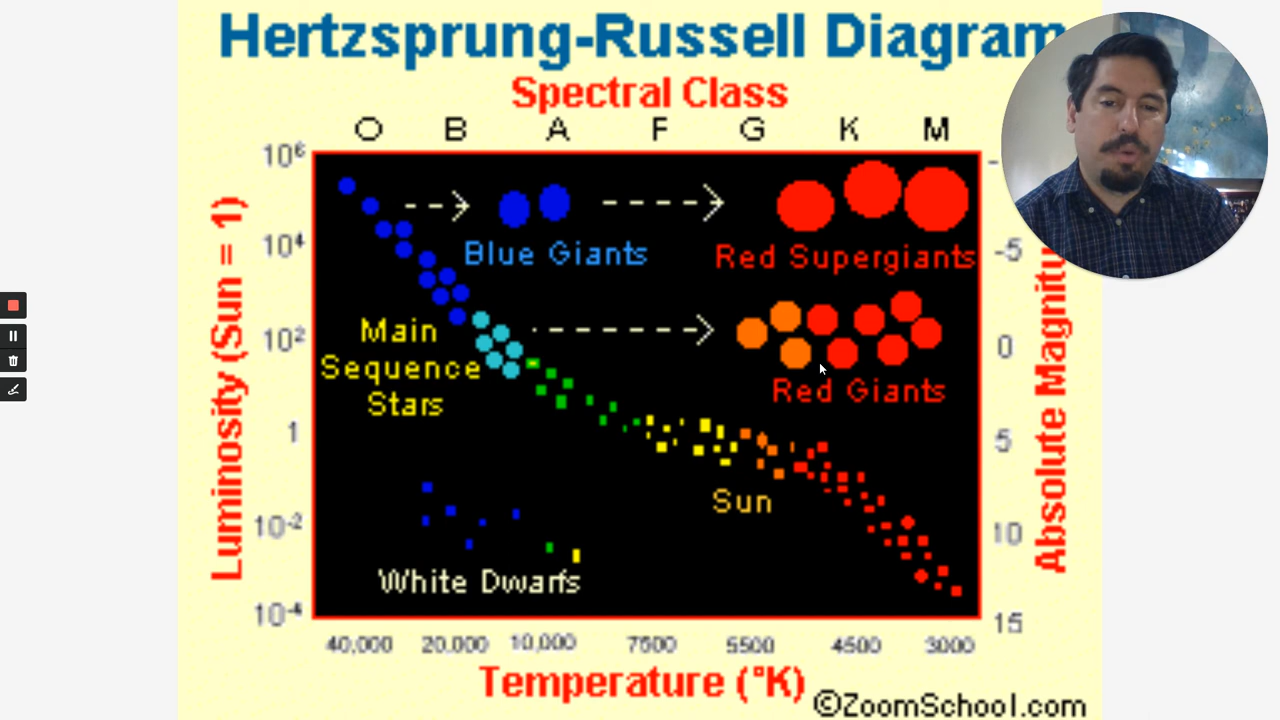 Hertzsprung-Russell Diagram
Spectral Class
O B A F G K M
10⁶
10⁴
10²
1
10⁻²
10⁻⁴
Luminosity (Sun = 1)
Blue Giants
Red Supergiants
Main
Sequence
Stars
Red Giants
Sun
White Dwarfs
-5
0
5
10
15
Absolute
40,000 20.000 10,000 7500 5500 4500 3000
Temperature (°K)
©ZoomSchool.com